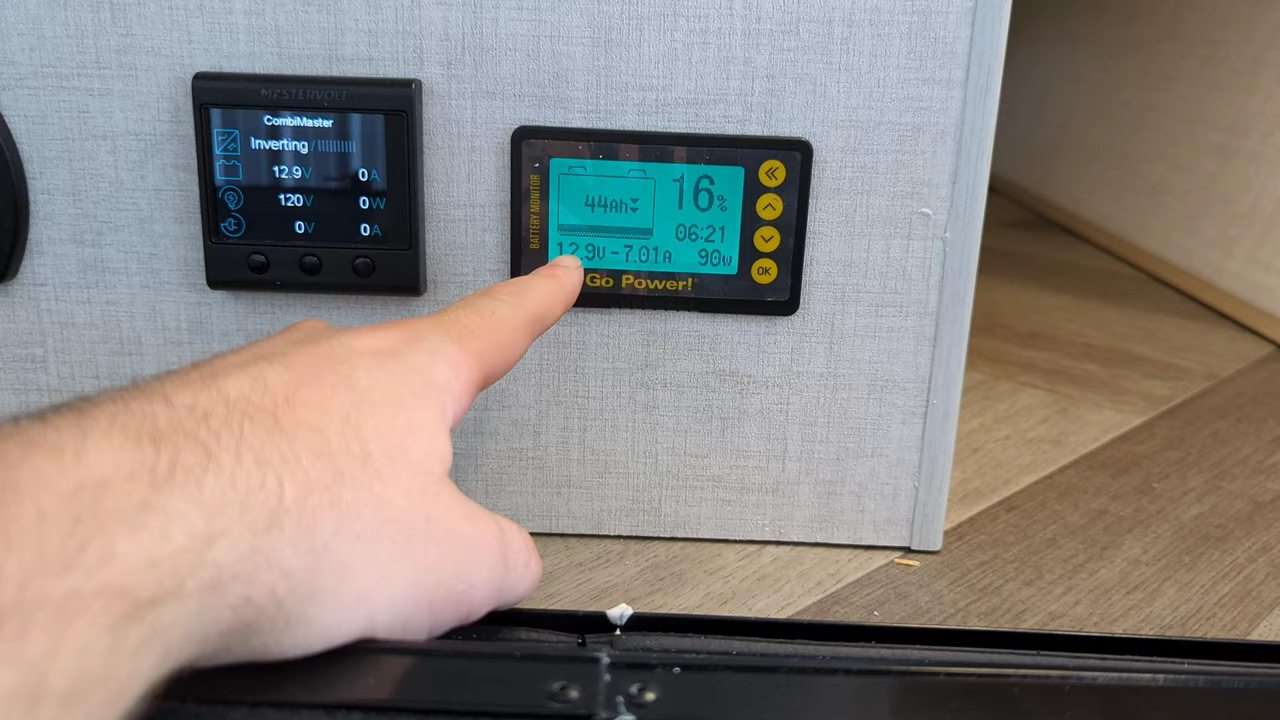 MASTERVOLT
CombiMaster
Inverting
12.9V 0A
120V 0W
0V 0A
BATTERY MONITOR
44Ah
16%
06:21
12.9V -7.01A 90W
OK
Go Power!